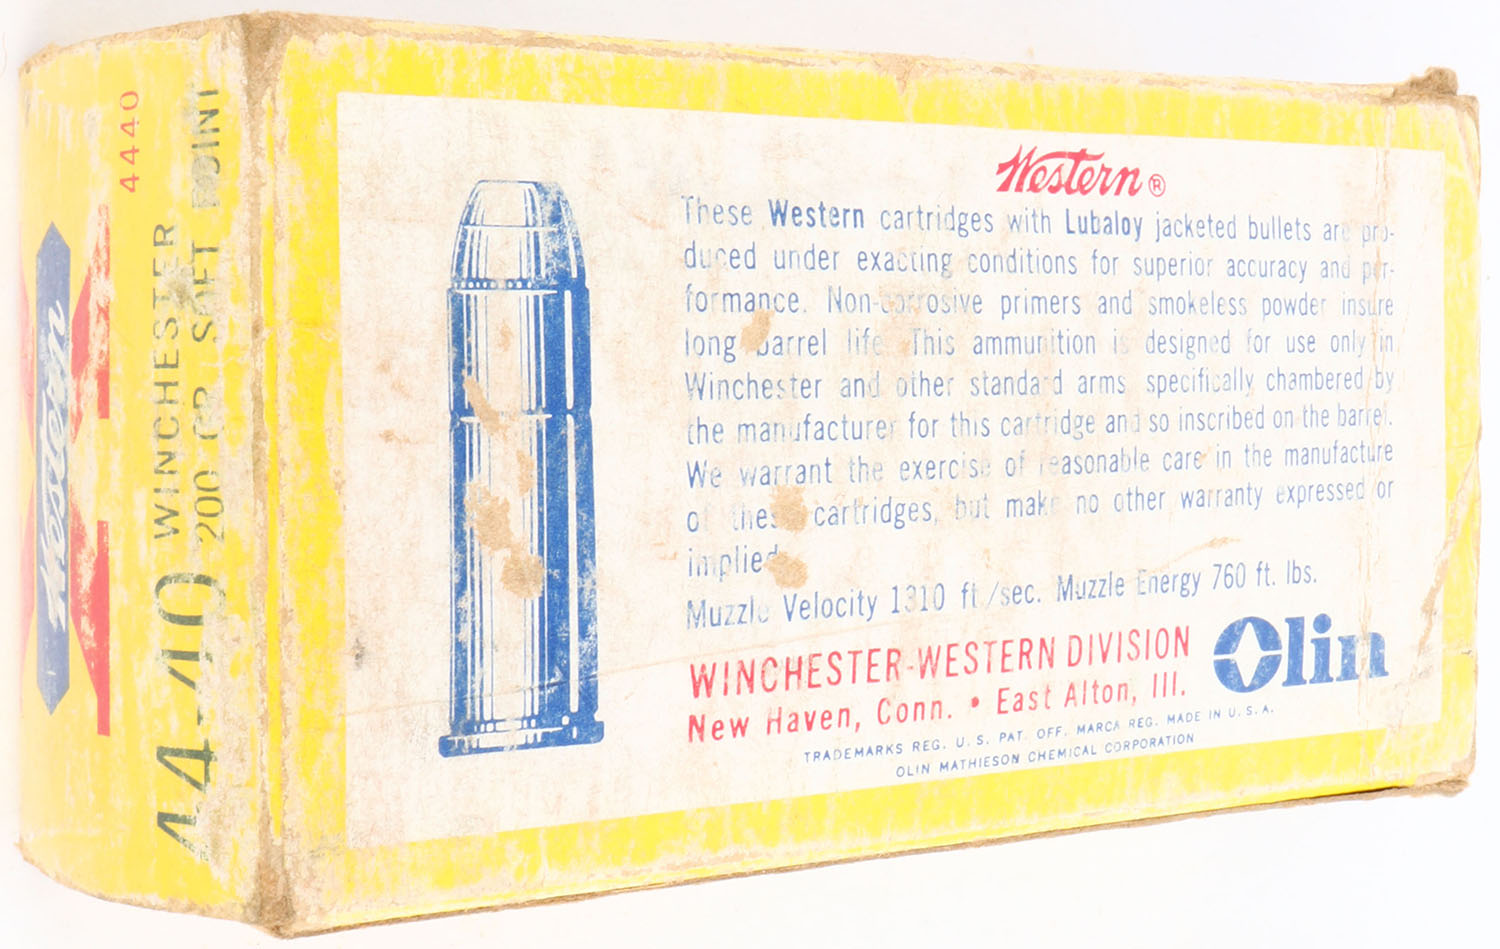 4440
Western
44-40 WINCHESTER
200 GR. SOFT POINT
Western®
These Western cartridges with Lubaloy jacketed bullets are pro-
duced under exacting conditions for superior accuracy and per-
formance. Non-corrosive primers and smokeless powder insure
long barrel life. This ammunition is designed for use only in
Winchester and other standard arms specifically chambered by
the manufacturer for this cartridge and so inscribed on the barrel.
We warrant the exercise of reasonable care in the manufacture
of these cartridges, but make no other warranty expressed or
implied.
Muzzle Velocity 1310 ft./sec. Muzzle Energy 760 ft. lbs.
WINCHESTER-WESTERN DIVISION
New Haven, Conn. • East Alton, Ill.
Olin
TRADEMARKS REG. U.S. PAT. OFF. MARCA REG. MADE IN U.S.A.
OLIN MATHIESON CHEMICAL CORPORATION